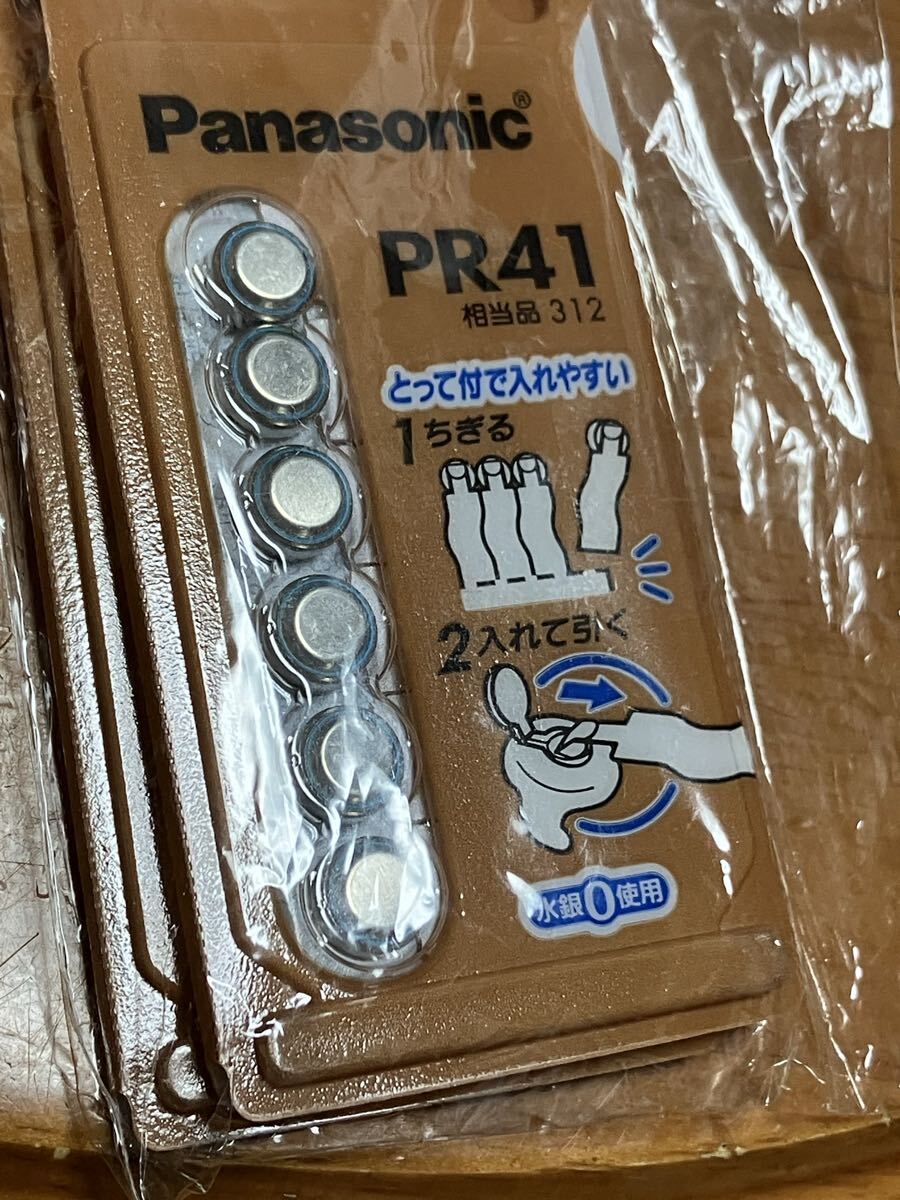 Panasonic®
PR41
相当品 312
とって付で入れやすい
1 ちぎる
2 入れて引く
水銀0使用